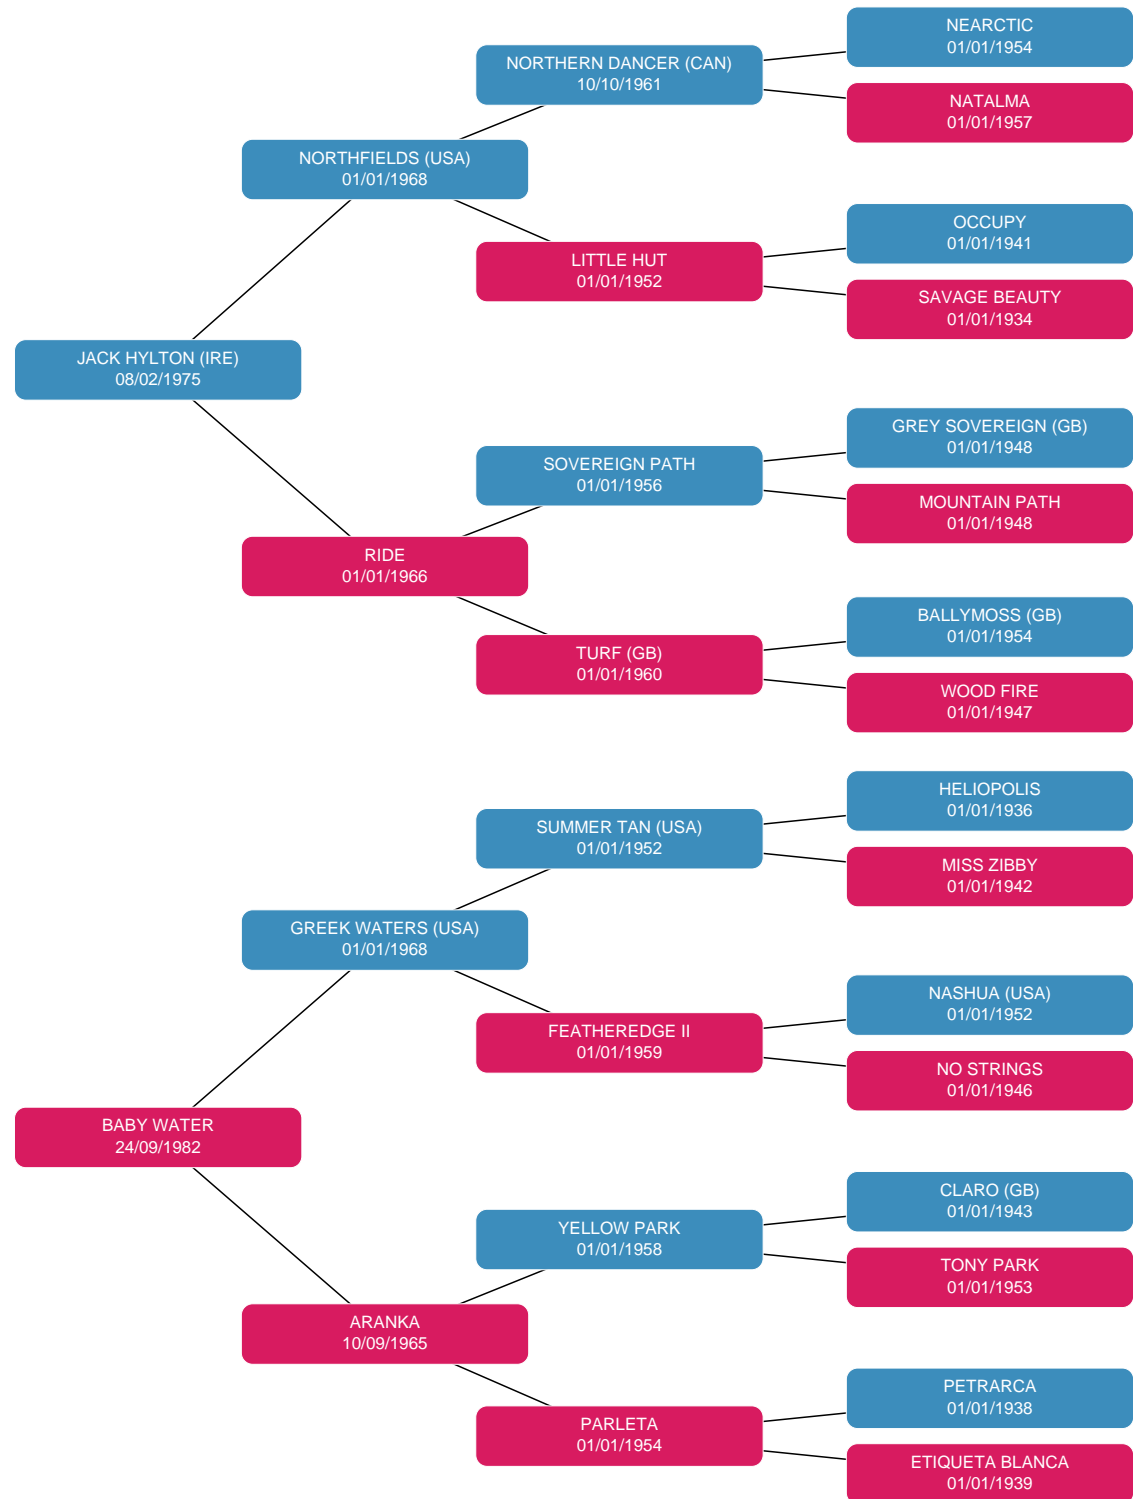 NEARCTIC
01/01/1954
NORTHERN DANCER (CAN)
10/10/1961
NATALMA
01/01/1957
NORTHFIELDS (USA)
01/01/1968
OCCUPY
01/01/1941
LITTLE HUT
01/01/1952
SAVAGE BEAUTY
01/01/1934
JACK HYLTON (IRE)
08/02/1975
GREY SOVEREIGN (GB)
01/01/1948
SOVEREIGN PATH
01/01/1956
MOUNTAIN PATH
01/01/1948
RIDE
01/01/1966
BALLYMOSS (GB)
01/01/1954
TURF (GB)
01/01/1960
WOOD FIRE
01/01/1947
HELIOPOLIS
01/01/1936
SUMMER TAN (USA)
01/01/1952
MISS ZIBBY
01/01/1942
GREEK WATERS (USA)
01/01/1968
NASHUA (USA)
01/01/1952
FEATHEREDGE II
01/01/1959
NO STRINGS
01/01/1946
BABY WATER
24/09/1982
CLARO (GB)
01/01/1943
YELLOW PARK
01/01/1958
TONY PARK
01/01/1953
ARANKA
10/09/1965
PETRARCA
01/01/1938
PARLETA
01/01/1954
ETIQUETA BLANCA
01/01/1939